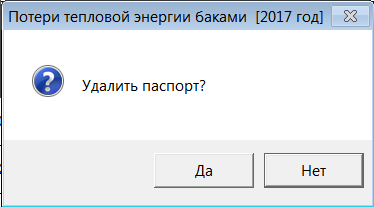 Потери тепловой энергии баками [2017 год]
Удалить паспорт?
Да
Нет